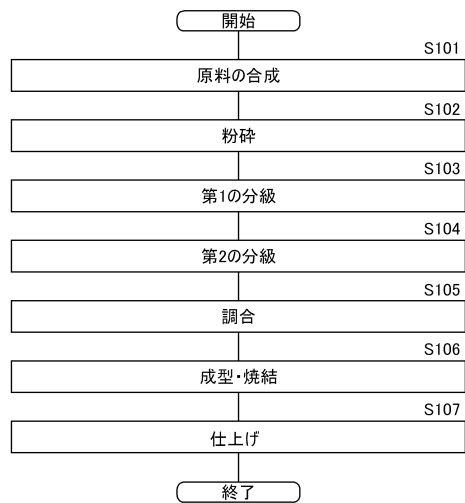 開始
S101
原料の合成
S102
粉砕
S103
第1の分級
S104
第2の分級
S105
調合
S106
成型・焼結
S107
仕上げ
終了